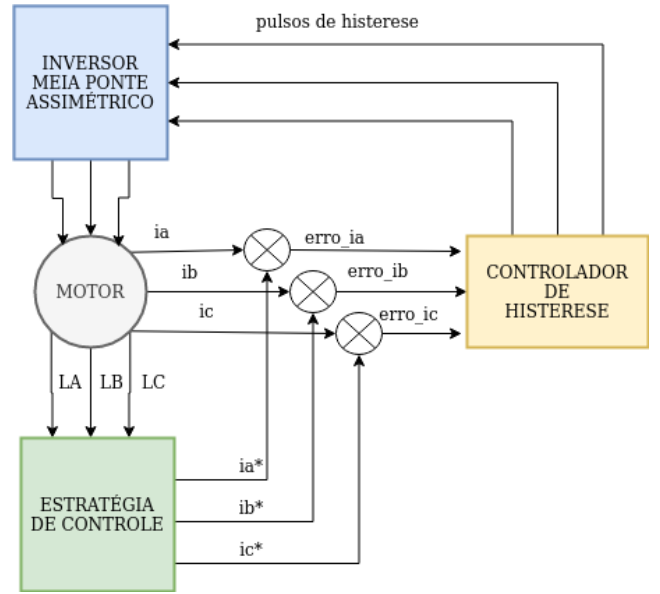 pulsos de histerese
INVERSOR
MEIA PONTE
ASSIMÉTRICO
ia
erro_ia
ib
erro_ib
ic
erro_ic
MOTOR
CONTROLADOR
DE
HISTERESE
LA
LB
LC
ia*
ib*
ic*
ESTRATÉGIA
DE CONTROLE